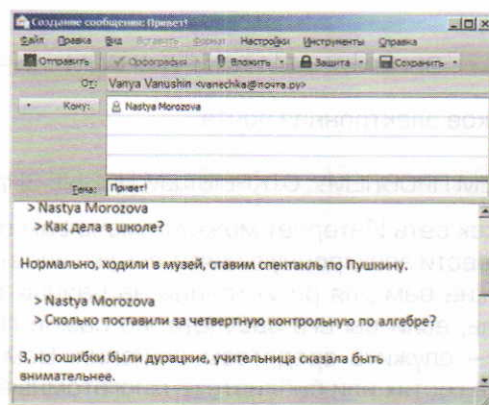 Создание сообщения: Привет!
Файл Правка Вид Вставить Формат Настройки Инструменты Справка
Отправить Орфография Вложить Защита Сохранить
От: Vanya Vanushin <vanechka@почта.ру>
Кому: Nastya Morozova
Тема: Привет!
> Nastya Morozova
> Как дела в школе?
Нормально, ходили в музей, ставим спектакль по Пушкину.
> Nastya Morozova
> Сколько поставили за четвертную контрольную по алгебре?
3, но ошибки были дурацкие, учительница сказала быть
внимательнее.